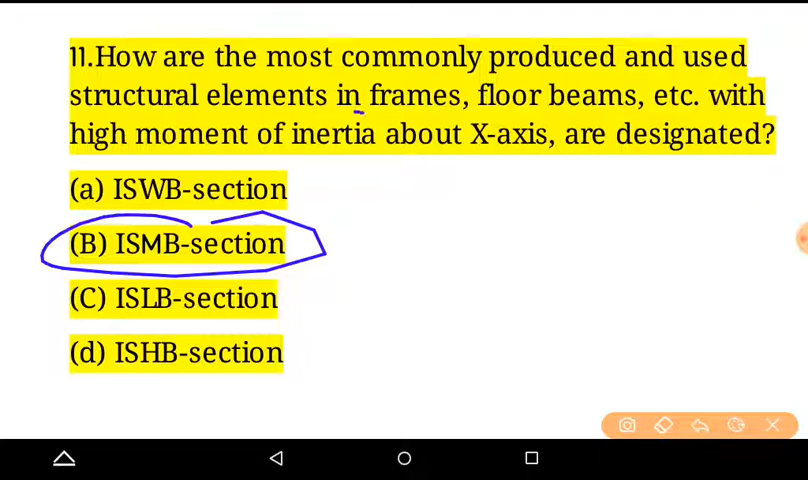 11.How are the most commonly produced and used
structural elements in frames, floor beams, etc. with
high moment of inertia about X-axis, are designated?
(a) ISWB-section
(B) ISMB-section
(C) ISLB-section
(d) ISHB-section